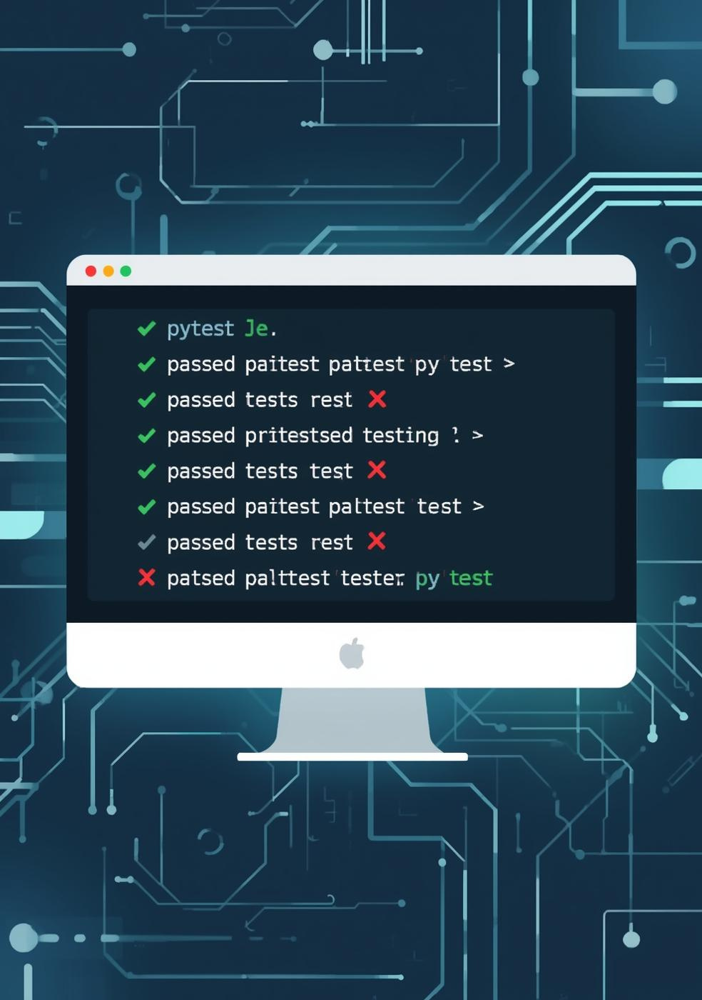 pytest Je.
passed paitest pattest py test >
passed tests rest
passed pritestsed testing ? >
passed tests test
passed paitest paltest test >
passed tests rest
patsed palttest tester. py test